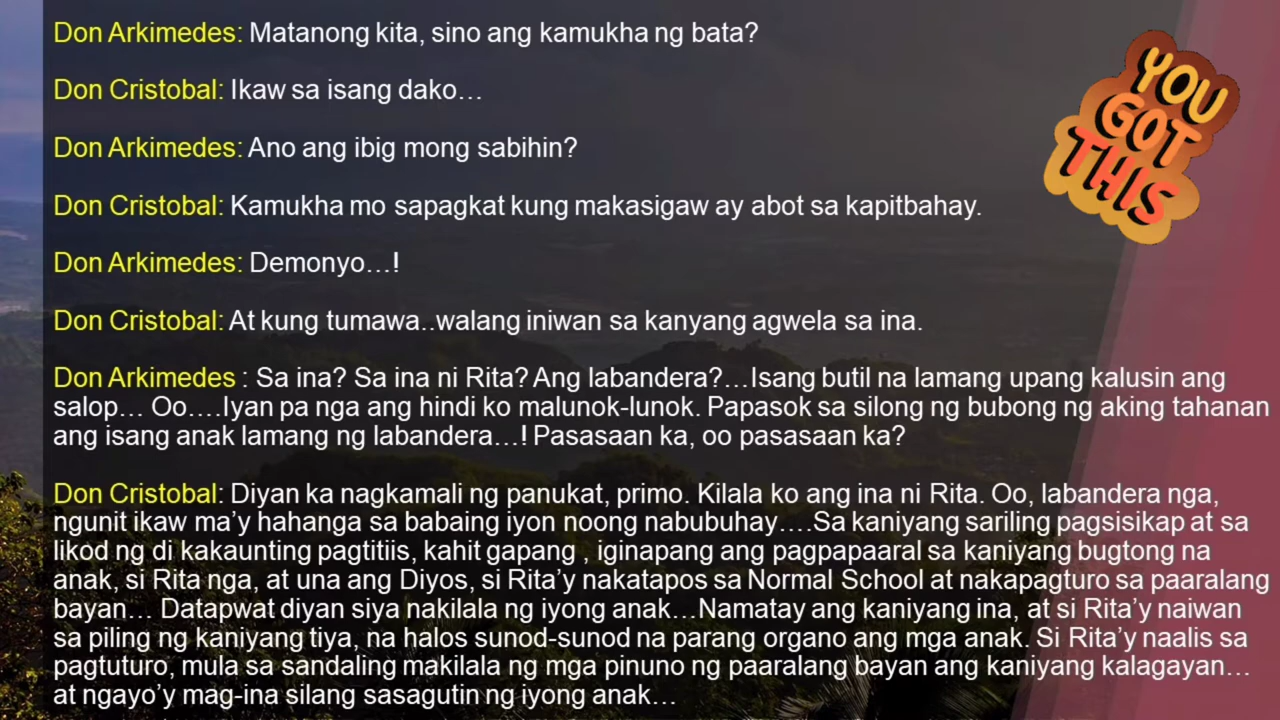 Don Arkimedes: Matanong kita, sino ang kamukha ng bata?
Don Cristobal: Ikaw sa isang dako…
Don Arkimedes: Ano ang ibig mong sabihin?
Don Cristobal: Kamukha mo sapagkat kung makasigaw ay abot sa kapitbahay.
Don Arkimedes: Demonyo…!
Don Cristobal: At kung tumawa..walang iniwan sa kanyang agwela sa ina.
Don Arkimedes : Sa ina? Sa ina ni Rita? Ang labandera?…Isang butil na lamang upang kalusin ang
salop… Oo….Iyan pa nga ang hindi ko malunok-lunok. Papasok sa silong ng bubong ng aking tahanan
ang isang anak lamang ng labandera…! Pasasaan ka, oo pasasaan ka?
Don Cristobal: Diyan ka nagkamali ng panukat, primo. Kilala ko ang ina ni Rita. Oo, labandera nga,
ngunit ikaw ma’y hahanga sa babaing iyon noong nabubuhay….Sa kaniyang sariling pagsisikap at sa
likod ng di kakaunting pagtitiis, kahit gapang , iginapang ang pagpapaaral sa kaniyang bugtong na
anak, si Rita nga, at una ang Diyos, si Rita’y nakatapos sa Normal School at nakapagturo sa paaralang
bayan… Datapwat diyan siya nakilala ng iyong anak…Namatay ang kaniyang ina, at si Rita’y naiwan
sa piling ng kaniyang tiya, na halos sunod-sunod na parang organo ang mga anak. Si Rita’y naalis sa
pagtuturo, mula sa sandaling makilala ng mga pinuno ng paaralang bayan ang kaniyang kalagayan…
at ngayo’y mag-ina silang sasagutin ng iyong anak…
YOU
GOT
THIS